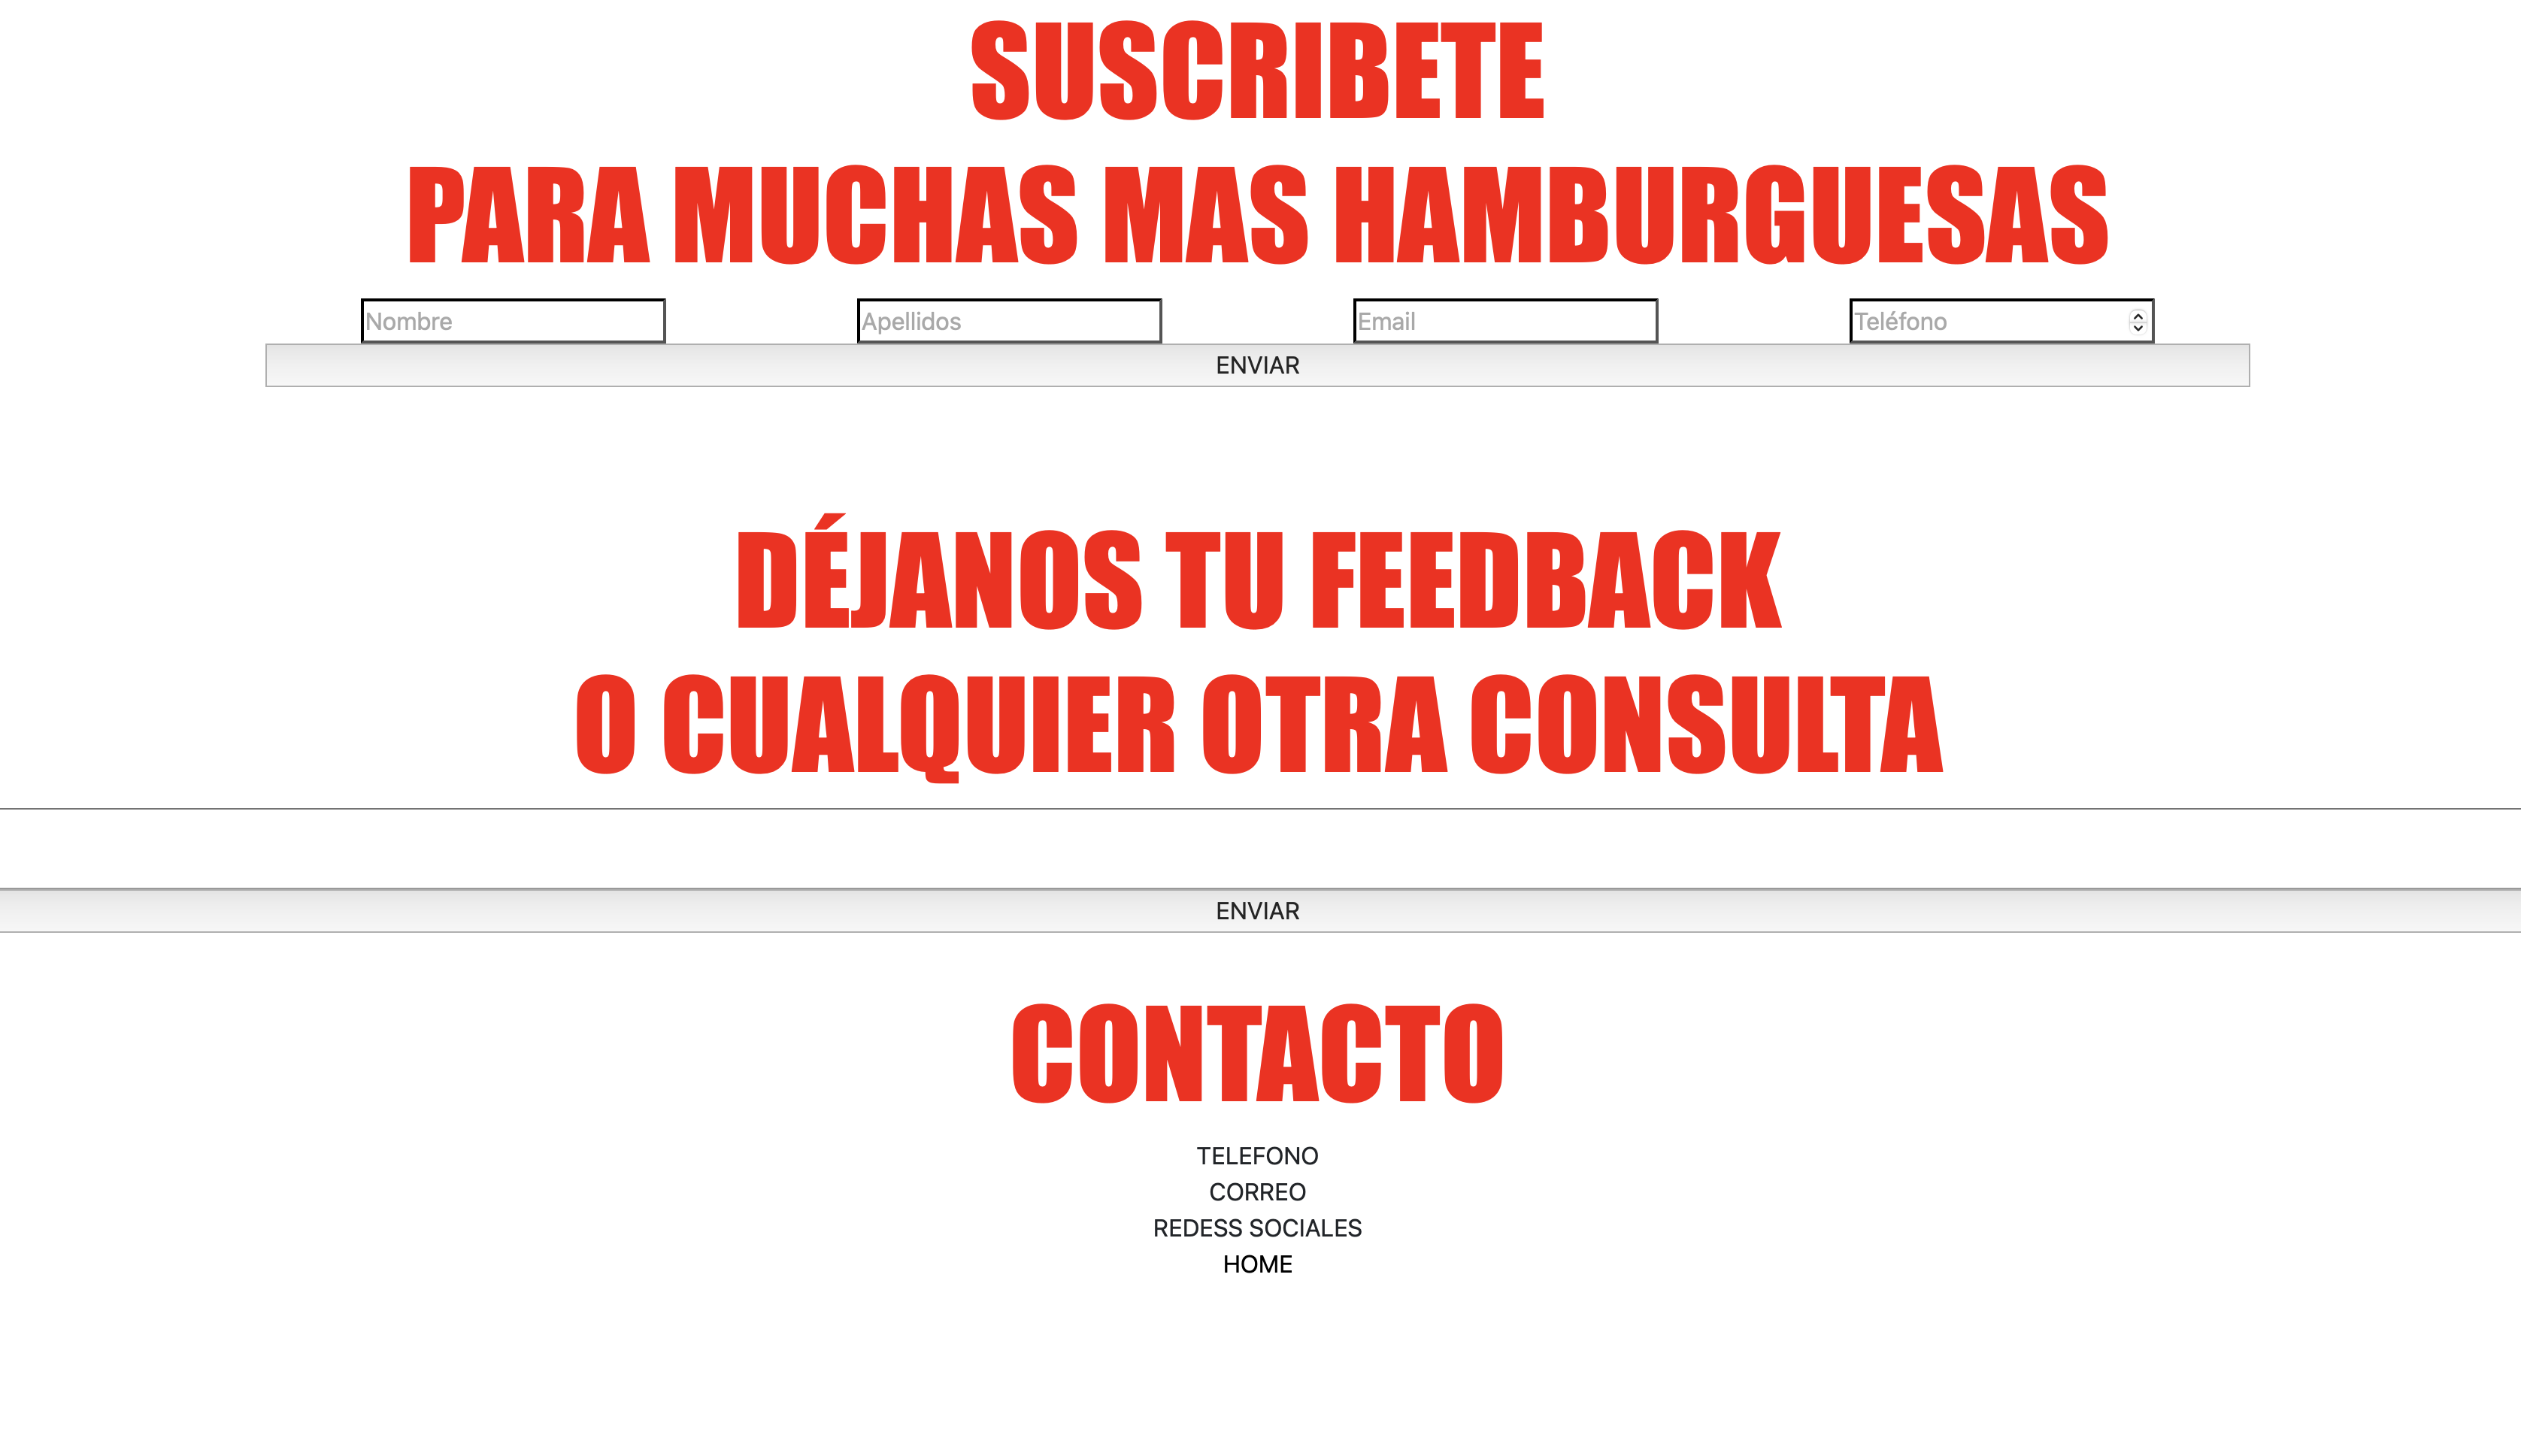 SUSCRIBETE
PARA MUCHAS MAS HAMBURGUESAS
Nombre Apellidos Email Teléfono
ENVIAR
DÉJANOS TU FEEDBACK
O CUALQUIER OTRA CONSULTA
ENVIAR
CONTACTO
TELEFONO
CORREO
REDESS SOCIALES
HOME